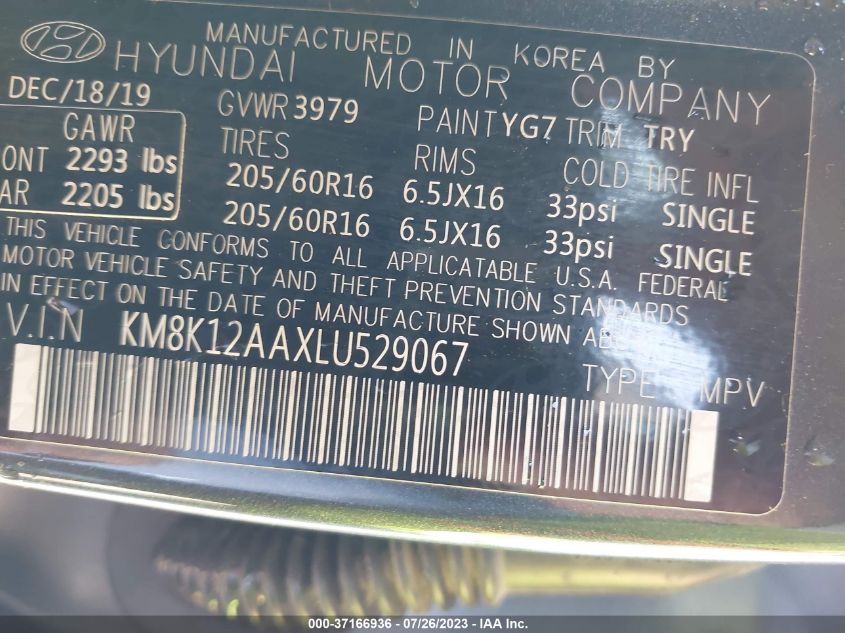 MANUFACTURED IN KOREA BY
HYUNDAI MOTOR COMPANY
DEC/18/19 GVWR 3979 PAINT YG7 TRIM TRY
GAWR TIRES RIMS COLD TIRE INFL
ONT 2293 lbs 205/60R16 6.5JX16 33psi SINGLE
AR 2205 lbs 205/60R16 6.5JX16 33psi SINGLE
THIS VEHICLE CONFORMS TO ALL APPLICATABLE U.S.A. FEDERAL
MOTOR VEHICLE SAFETY AND THEFT PREVENTION STANDARDS
IN EFFECT ON THE DATE OF MANUFACTURE SHOWN AB
V.I.N KM8K12AAXLU529067 TYPE MPV
000-37166936 / 07/26/2023 - IAAI Inc.